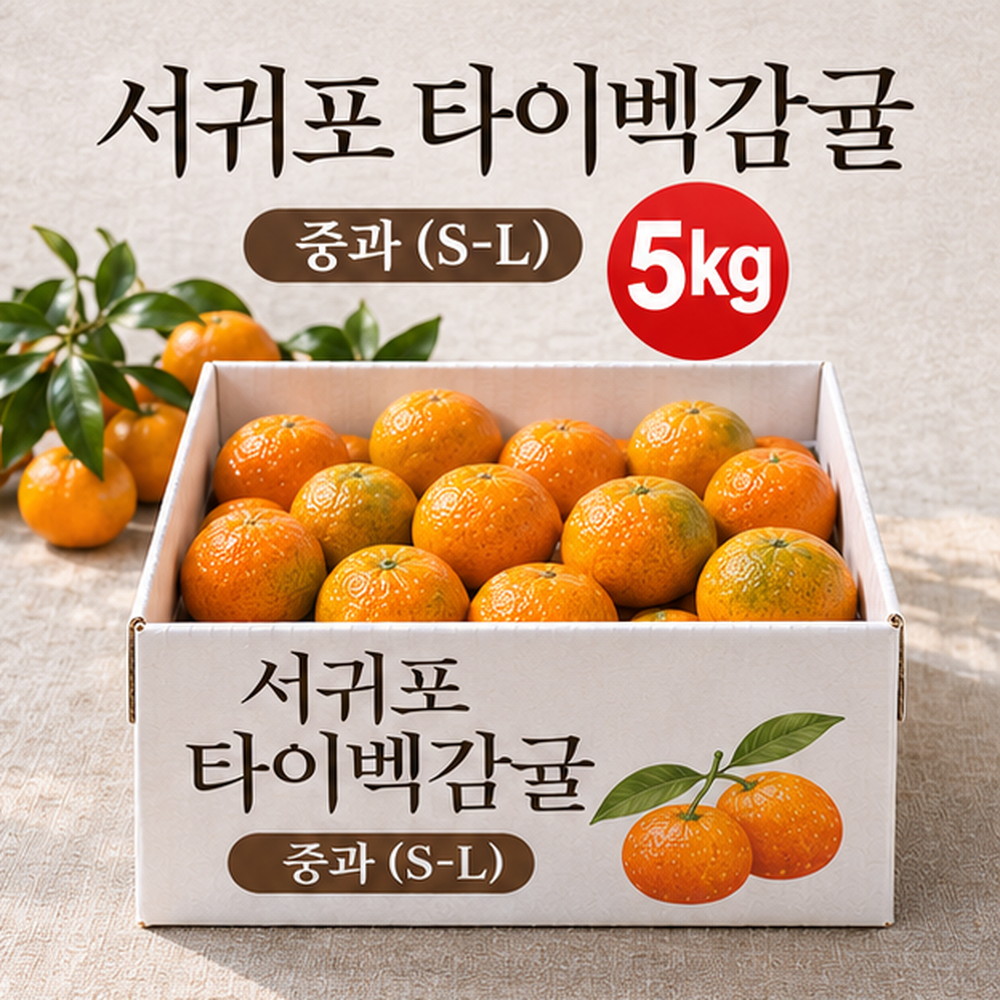 서귀포 타이벡감귤
중과 (S-L)
5kg
서귀포
타이벡감귤
중과 (S-L)